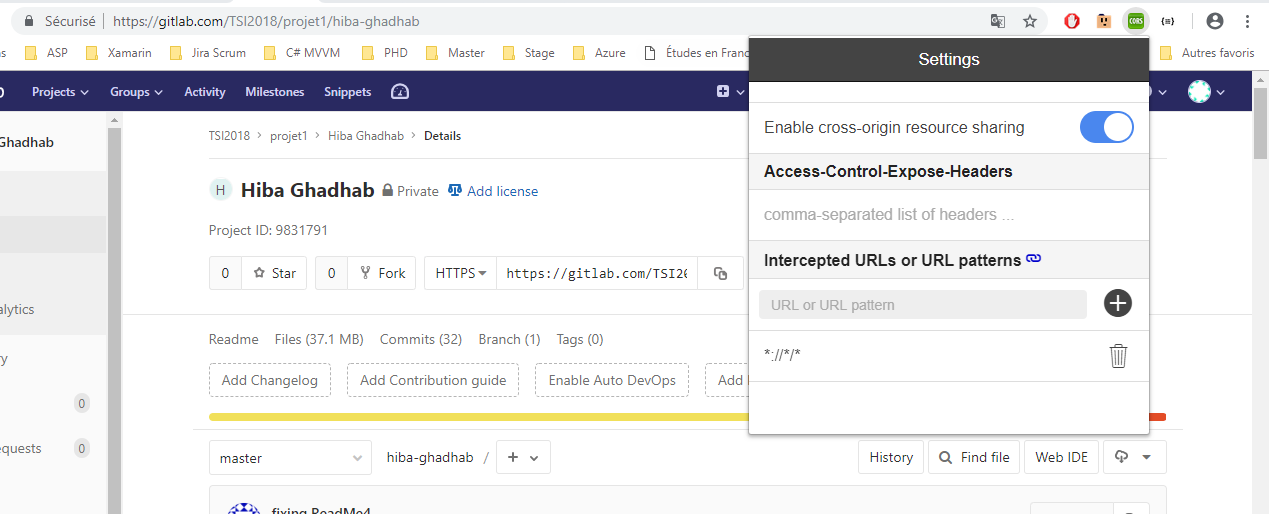 Sécurisé | https://gitlab.com/TSI2018/projet1/hiba-ghadhab
CORS
ASP Xamarin Jira Scrum C# MVVM PHD Master Stage Azure Études en Franc Autres favoris
Projects Groups Activity Milestones Snippets
Ghadhab
TSI2018 > projet1 > Hiba Ghadhab > Details
H Hiba Ghadhab Private Add license
Project ID: 9831791
0 Star 0 Fork HTTPS https://gitlab.com/TSI20
alytics
Readme Files (37.1 MB) Commits (32) Branch (1) Tags (0)
Add Changelog Add Contribution guide Enable Auto DevOps Add
0
equests 0
master hiba-ghadhab / + History Find file Web IDE
fixing ReadMe4
Settings
Enable cross-origin resource sharing
Access-Control-Expose-Headers
comma-separated list of headers ...
Intercepted URLs or URL patterns
URL or URL pattern
*://*/*